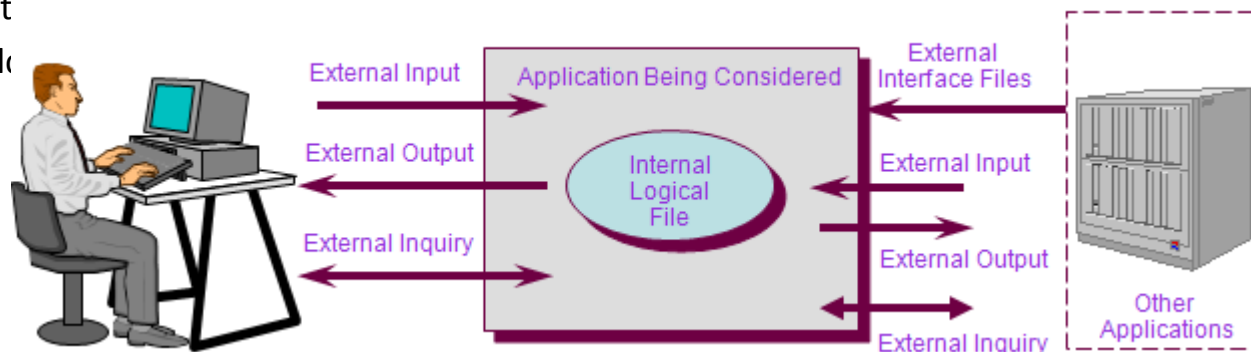 External Input
External Output
External Inquiry
Application Being Considered
Internal
Logical
File
External
Interface Files
External Input
External Output
External Inquiry
Other
Applications